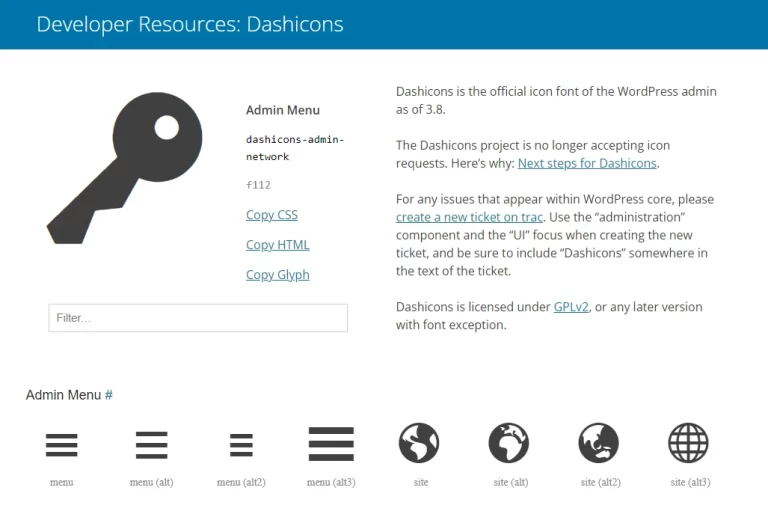 Developer Resources: Dashicons
Admin Menu
dashicons-admin-
network
f112
Copy CSS
Copy HTML
Copy Glyph
Filter...
Dashicons is the official icon font of the WordPress admin
as of 3.8.
The Dashicons project is no longer accepting icon
requests. Here’s why: Next steps for Dashicons.
For any issues that appear within WordPress core, please
create a new ticket on trac. Use the “administration”
component and the “UI” focus when creating the new
ticket, and be sure to include “Dashicons” somewhere in
the text of the ticket.
Dashicons is licensed under GPLv2, or any later version
with font exception.
Admin Menu #
menu menu (alt) menu (alt2) menu (alt3) site site (alt) site (alt2) site (alt3)